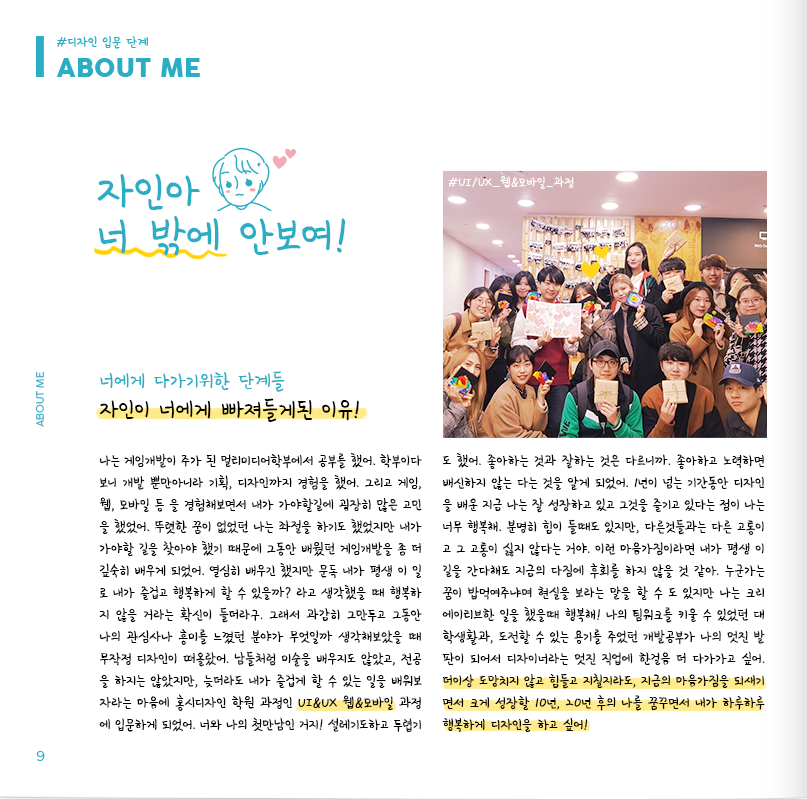 #디자인 입문 단계
ABOUT ME
자인아
너 밖에 안보여!
#UI/UX_웹&모바일_과정
ABOUT ME
너에게 다가기위한 단계들
자인이 너에게 빠져들게된 이유!
나는 게임개발이 주가 된 멀리미디어학부에서 공부를 했어. 학부이다
보니 개발 뿐만아니라 기획, 디자인까지 경험을 했어. 그리고 게임,
웹, 모바일 등 을 경험해보면서 내가 가야할길에 굉장히 많은 고민
을 했었어. 뚜렷한 꿈이 없었던 나는 좌절을 하기도 했었지만 내가
가야할 길을 찾아야 했기 때문에 그동안 배웠던 게임개발을 좀 더
깊숙히 배우게 되었어. 열심히 배우긴 했지만 문득 내가 평생 이 일
로 내가 즐겁고 행복하게 할 수 있을까? 라고 생각했을 때 행복하
지 않을 거라는 확신이 들더라구. 그래서 과감히 그만두고 그동안
나의 관심사나 흥미를 느꼈던 분야가 무엇일까 생각해보았을 때
무작정 디자인이 떠올랐어. 남들처럼 미술을 배우지도 않았고, 전공
을 하지는 않았지만, 늦더라도 내가 즐겁게 할 수 있는 일을 배워보
자라는 마음에 홍시디자인 학원 과정인 UI&UX 웹&모바일 과정
에 입문하게 되었어. 너와 나의 첫만남인 거지! 설레기도하고 두렵기
도 했어. 좋아하는 것과 잘하는 것은 다르니까. 좋아하고 노력하면
배신하지 않는 다는 것을 알게 되었어. 1년이 넘는 기간동안 디자인
을 배운 지금 나는 잘 성장하고 있고 그것을 즐기고 있다는 점이 나는
너무 행복해. 분명히 힘이 들때도 있지만, 다른것들과는 다른 고통이
고 그 고통이 싫지 않다는 거야. 이런 마음가짐이라면 내가 평생 이
길을 간다해도 지금의 다짐에 후회를 하지 않을 것 같아. 누군가는
꿈이 밥먹여주냐며 현실을 보라는 말을 할 수 도 있지만 나는 크리
에이티브한 일을 했을때 행복해! 나의 팀워크를 키울 수 있었던 대
학생활과, 도전할 수 있는 용기를 주었던 개발공부가 나의 멋진 발
판이 되어서 디자이너라는 멋진 직업에 한걸음 더 다가가고 싶어.
더이상 도망치지 않고 힘들고 지칠지라도, 지금의 마음가짐을 되새기
면서 크게 성장할 10년, 20년 후의 나를 꿈꾸면서 내가 하루하루
행복하게 디자인을 하고 싶어!
9